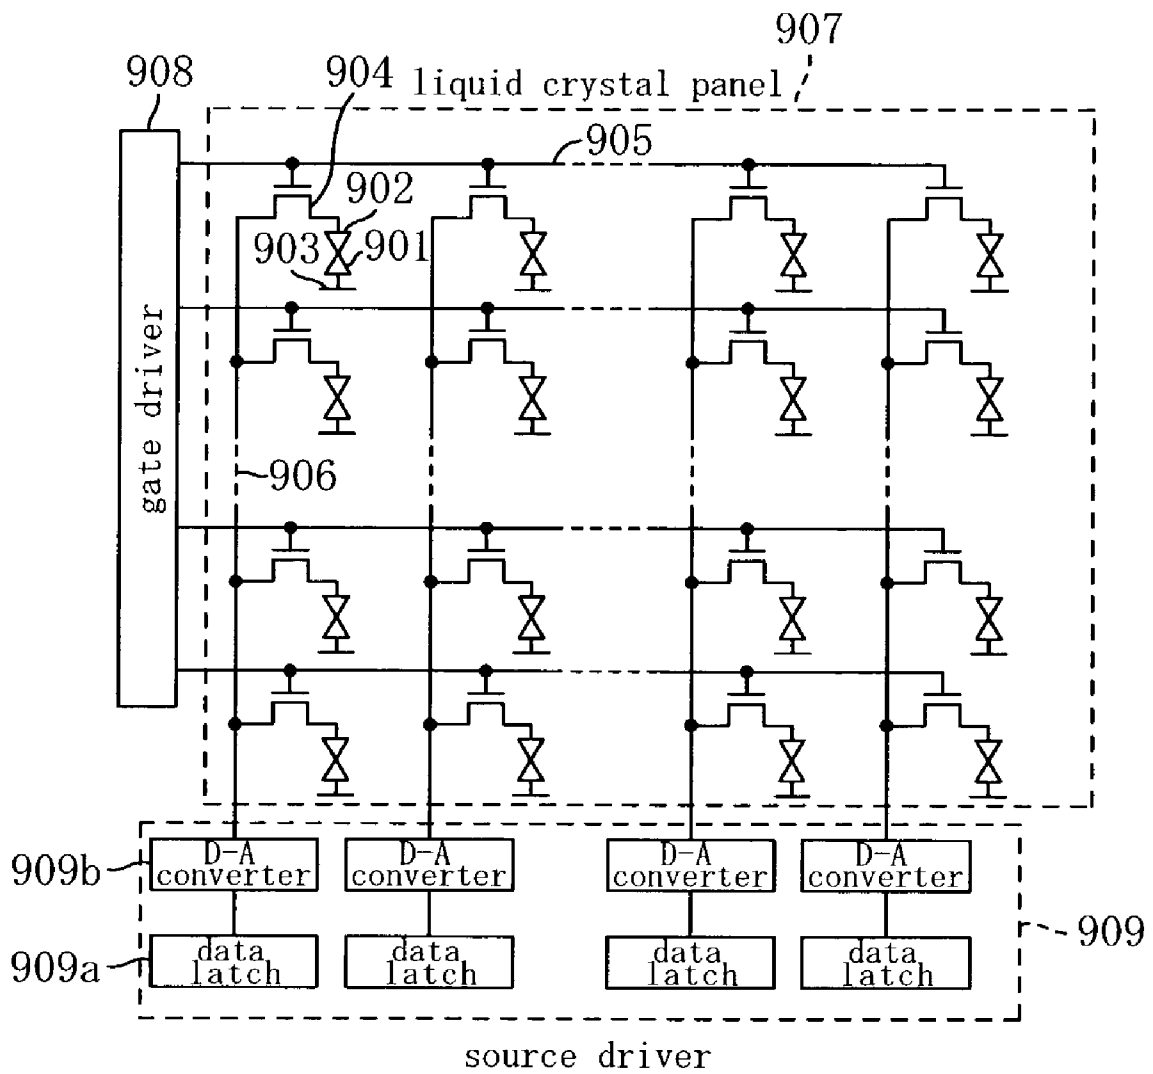 907
908
904
liquid crystal panel
905
902
903
901
gate driver
906
D-A
converter
D-A
converter
D-A
converter
D-A
converter
909b
data
latch
data
latch
data
latch
data
latch
909a
909
source driver